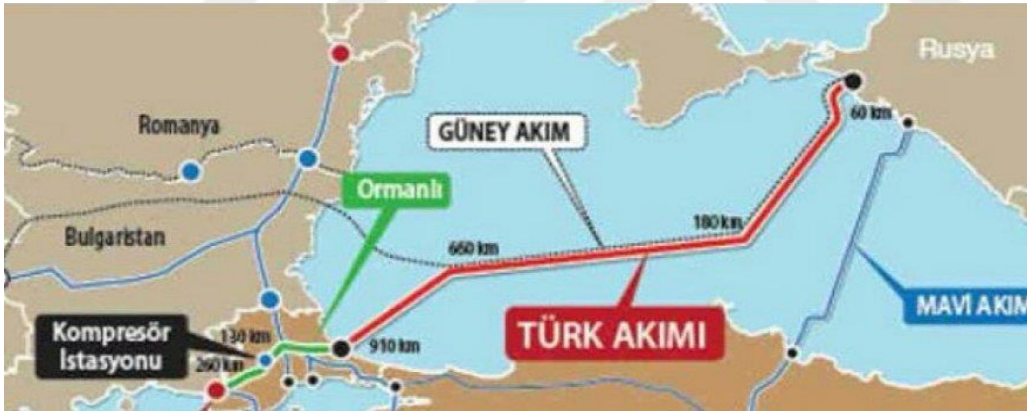 Rusya
60 km
Romanya
GÜNEY AKIM
Ormanlı
180 km
Bulgaristan
660 km
MAVİ AKIM
TÜRK AKIMI
Kompresör
İstasyonu
130 km
910 km
260 km